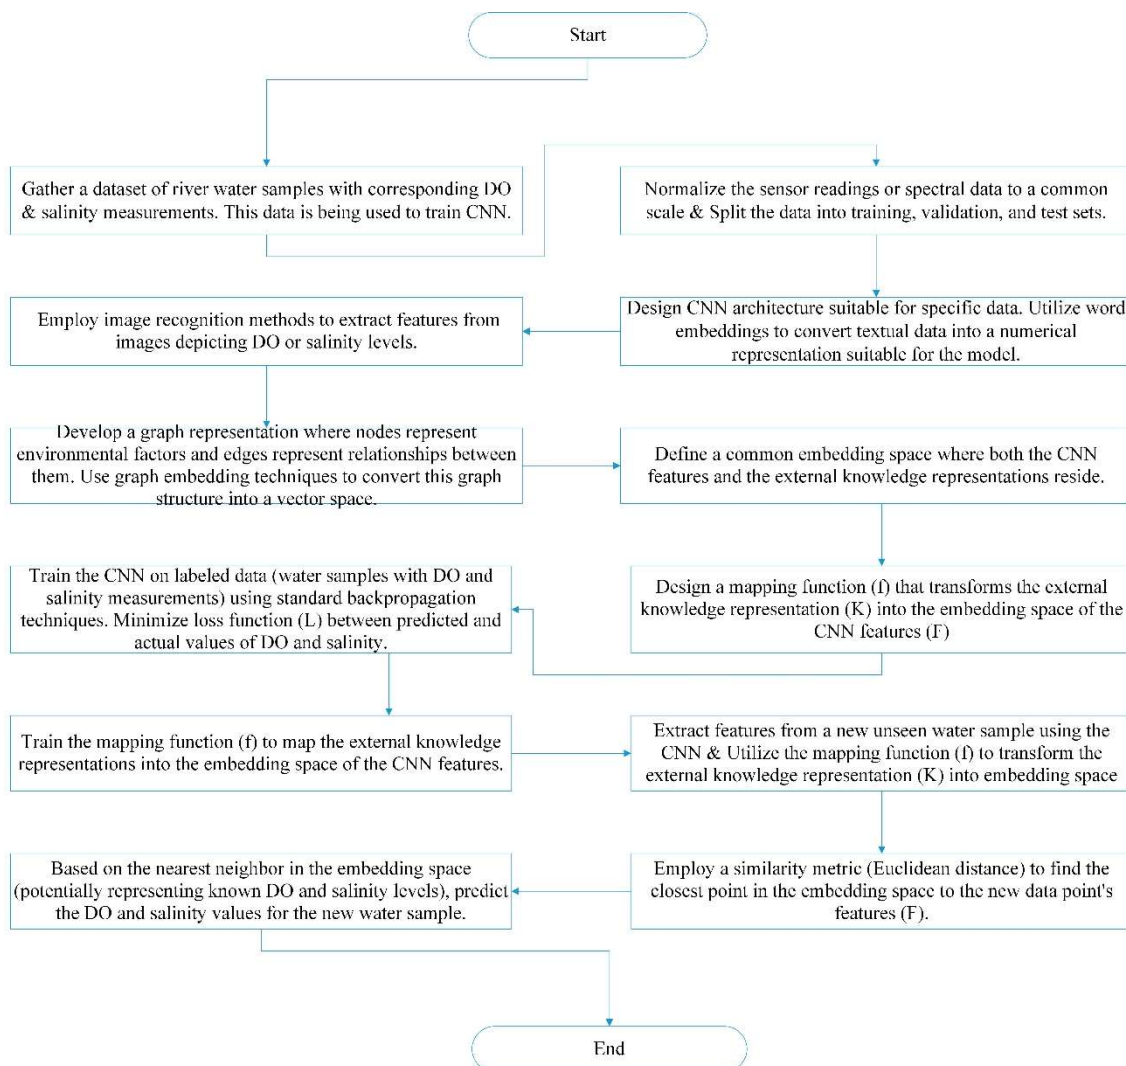 Start
Gather a dataset of river water samples with corresponding DO
& salinity measurements. This data is being used to train CNN.
Normalize the sensor readings or spectral data to a common
scale & Split the data into training, validation, and test sets.
Design CNN architecture suitable for specific data. Utilize word
embeddings to convert textual data into a numerical
representation suitable for the model.
Employ image recognition methods to extract features from
images depicting DO or salinity levels.
Develop a graph representation where nodes represent
environmental factors and edges represent relationships between
them. Use graph embedding techniques to convert this graph
structure into a vector space.
Define a common embedding space where both the CNN
features and the external knowledge representations reside.
Design a mapping function (f) that transforms the external
knowledge representation (K) into the embedding space of the
CNN features (F)
Train the CNN on labeled data (water samples with DO and
salinity measurements) using standard backpropagation
techniques. Minimize loss function (L) between predicted and
actual values of DO and salinity.
Train the mapping function (f) to map the external knowledge
representations into the embedding space of the CNN features.
Extract features from a new unseen water sample using the
CNN & Utilize the mapping function (f) to transform the
external knowledge representation (K) into embedding space
Employ a similarity metric (Euclidean distance) to find the
closest point in the embedding space to the new data point's
features (F).
Based on the nearest neighbor in the embedding space
(potentially representing known DO and salinity levels), predict
the DO and salinity values for the new water sample.
End